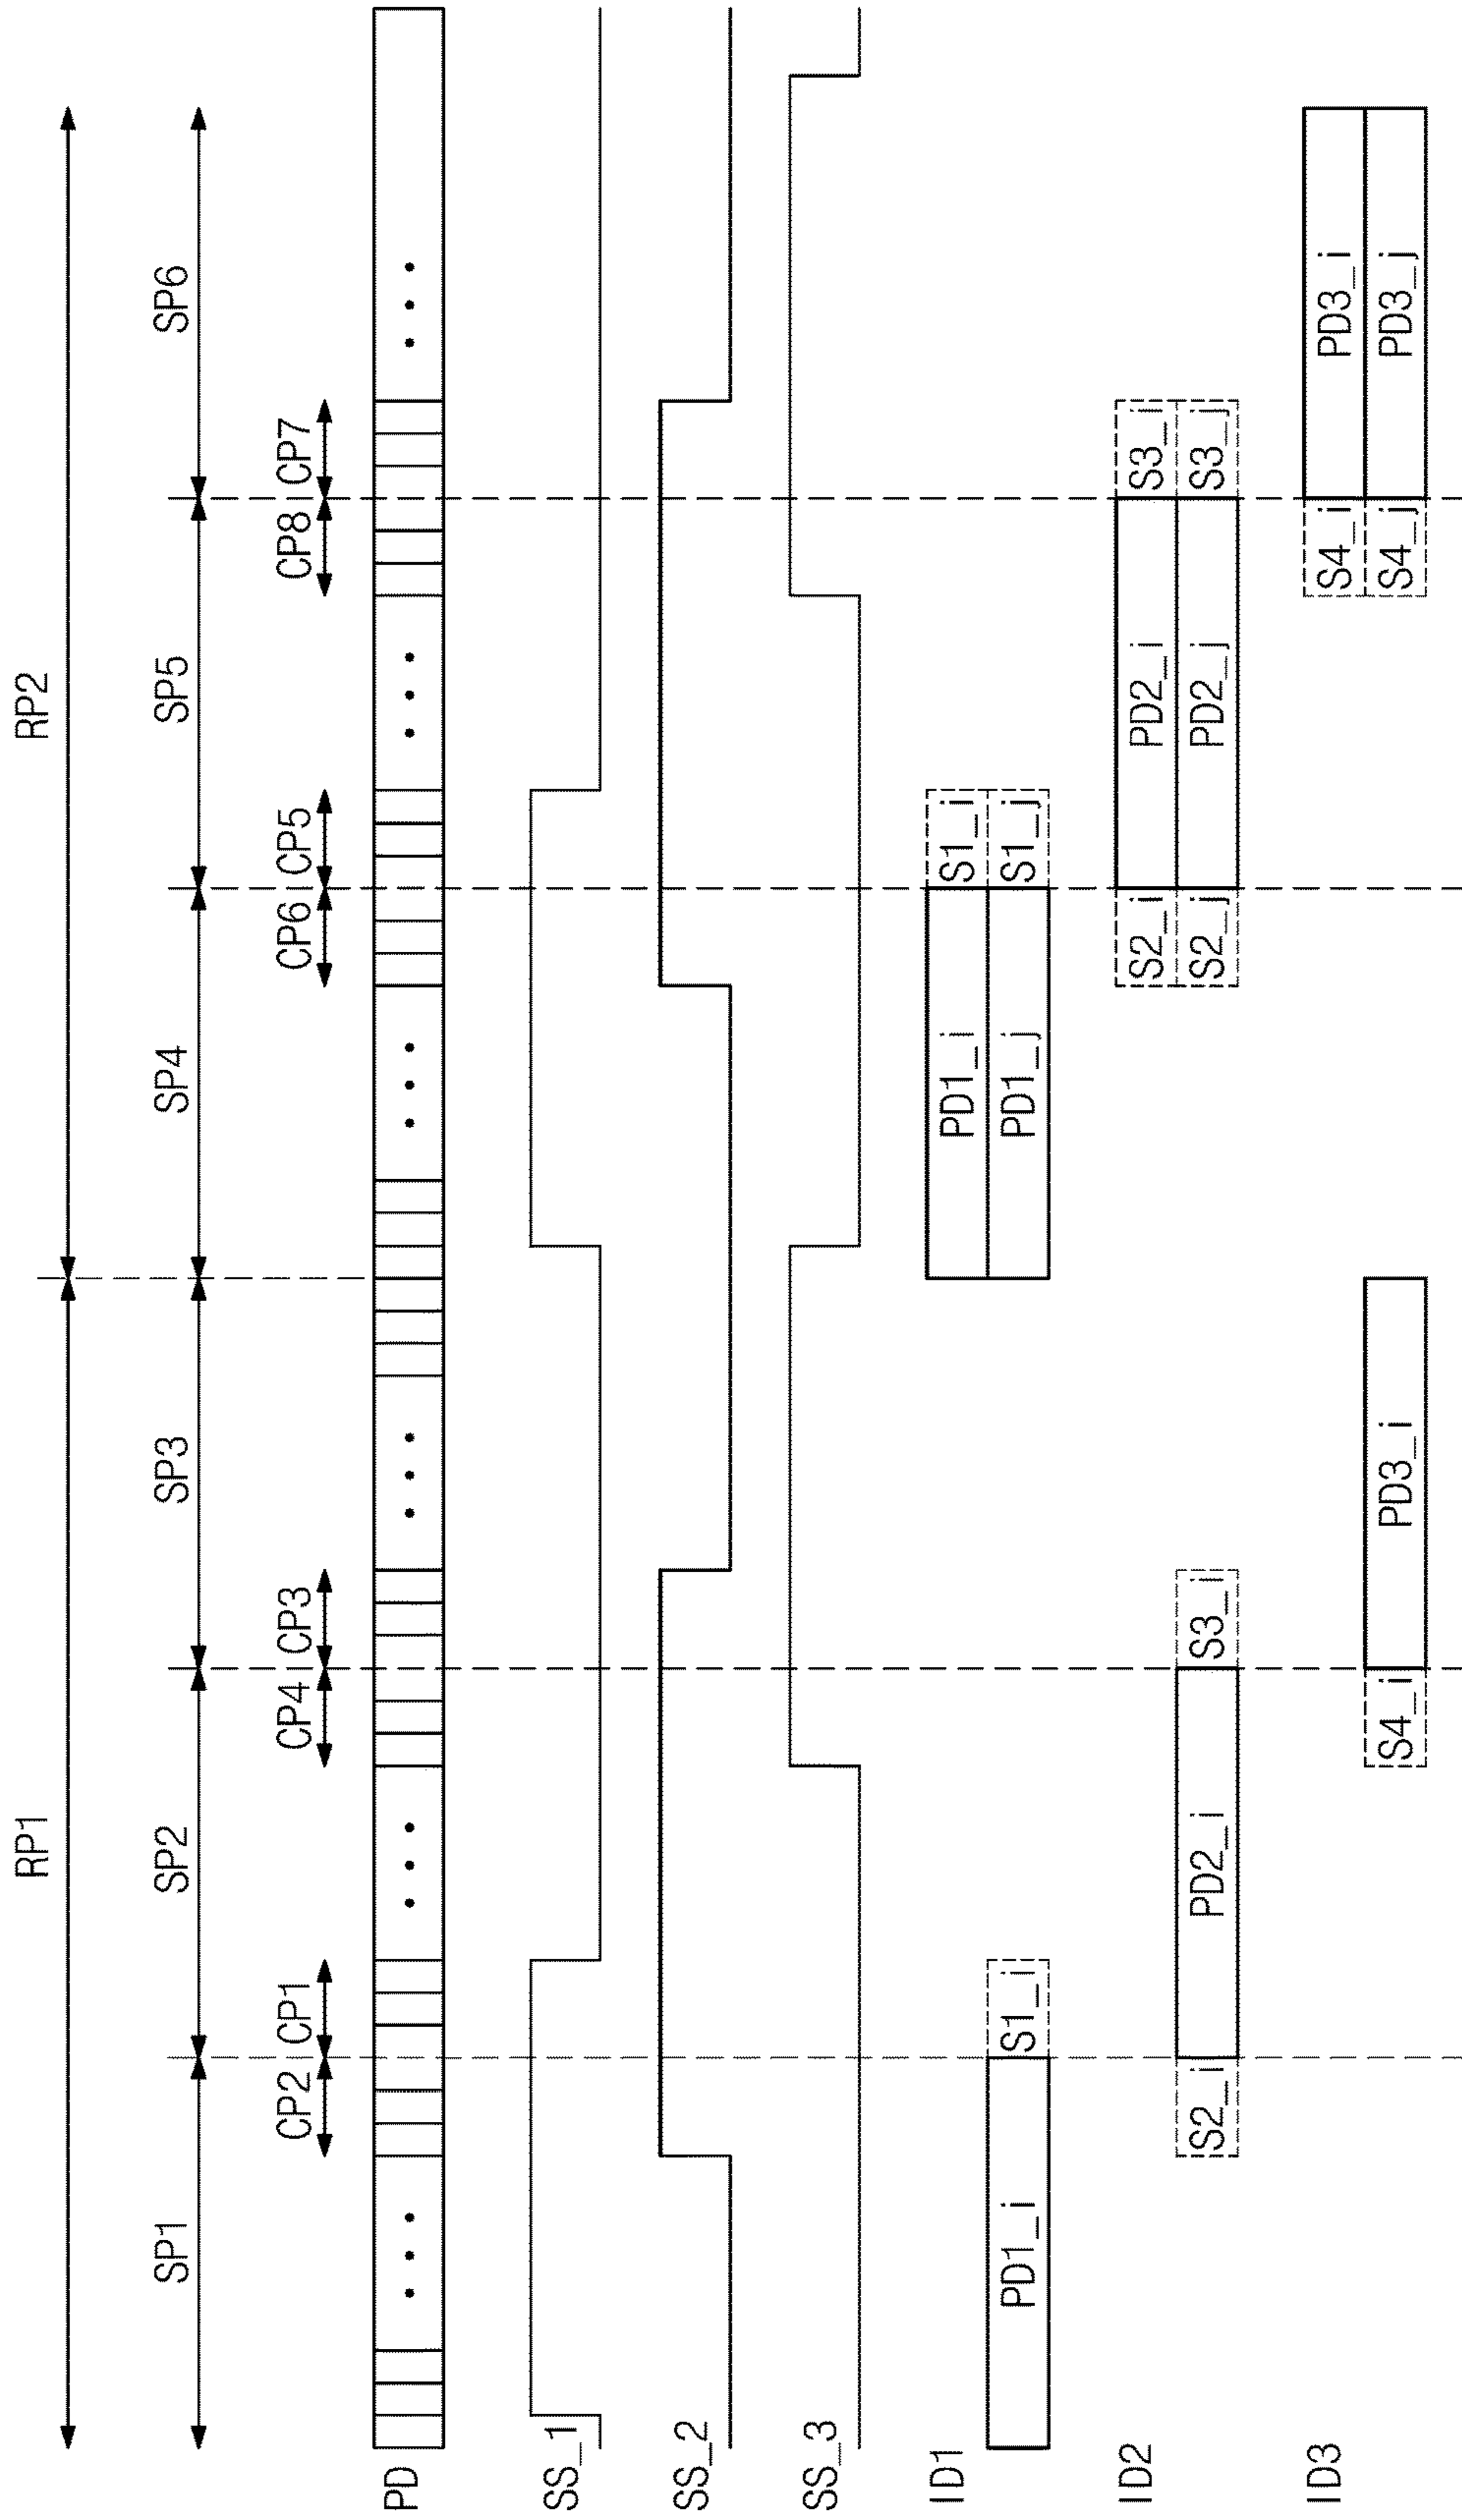 RP1 RP2
SP1 SP2 SP3 SP4 SP5 SP6
CP2 CP1 CP4 CP3 CP6 CP5 CP8 CP7
PD
SS_1
SS_2
SS_3
ID1
PD1_i S1_i
PD1_i S1_i
PD1_j S1_j
ID2
S2_i PD2_i S3_i
S2_i PD2_i S3_i
S2_j PD2_j S3_j
ID3
S4_i PD3_i
S4_i PD3_i
S4_j PD3_j